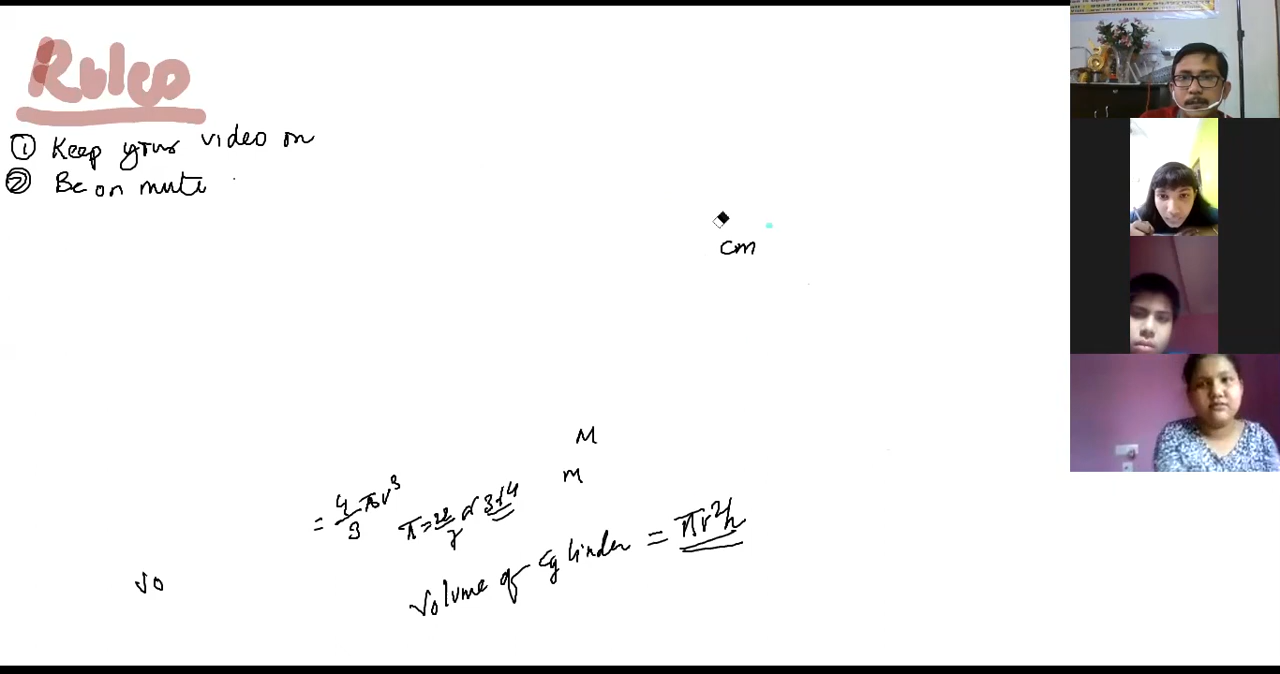 Rules
① Keep your video on
② Be on mute
cm
M
m
= 4/3 πr³
π = 22/7 or 3.14
Volume of cylinder = πr²h
vo